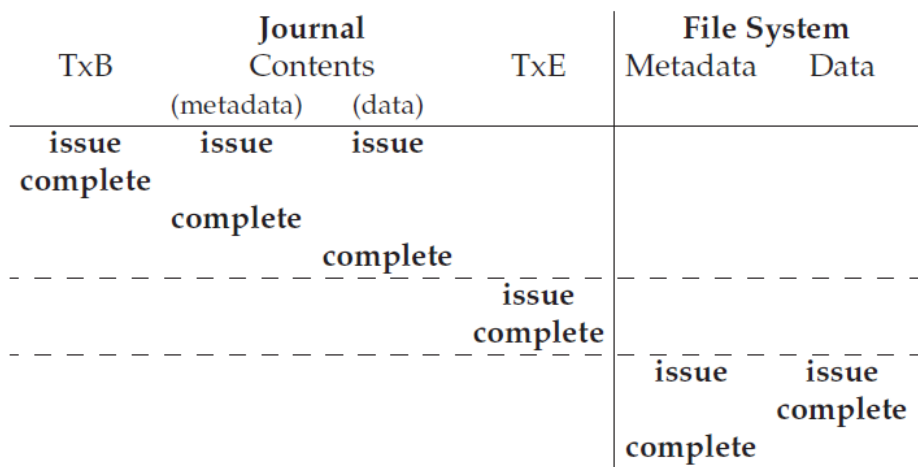 Journal File System
TxB Contents TxE Metadata Data
(metadata) (data)
issue issue issue
complete
complete
complete
issue
complete
issue issue
complete
complete